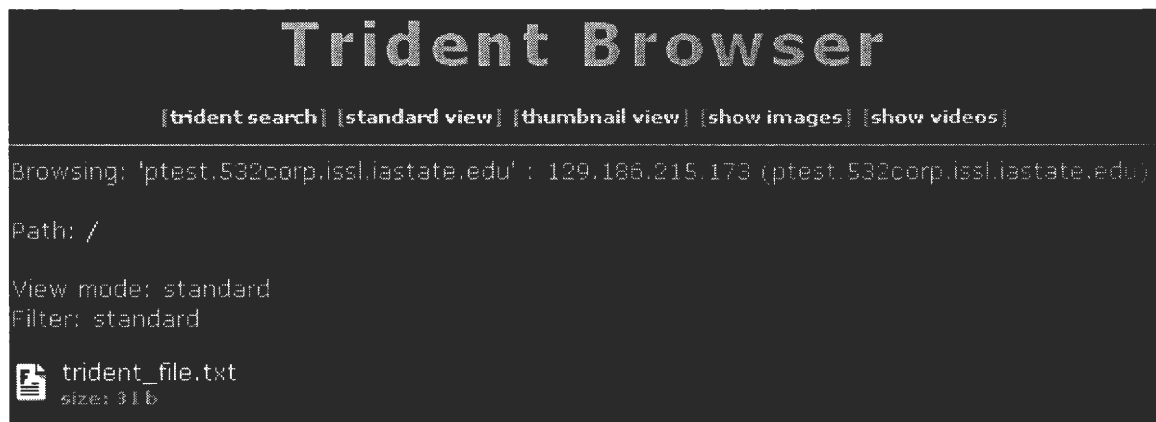 Trident Browser
[trident search] [standard view] [thumbnail view] [show images] [show videos]
Browsing: 'ptest.532corp.issl.iastate.edu' : 129.186.215.173 (ptest.532corp.issl.iastate.edu)
Path: /
View mode: standard
Filter: standard
trident_file.txt
size: 31 b